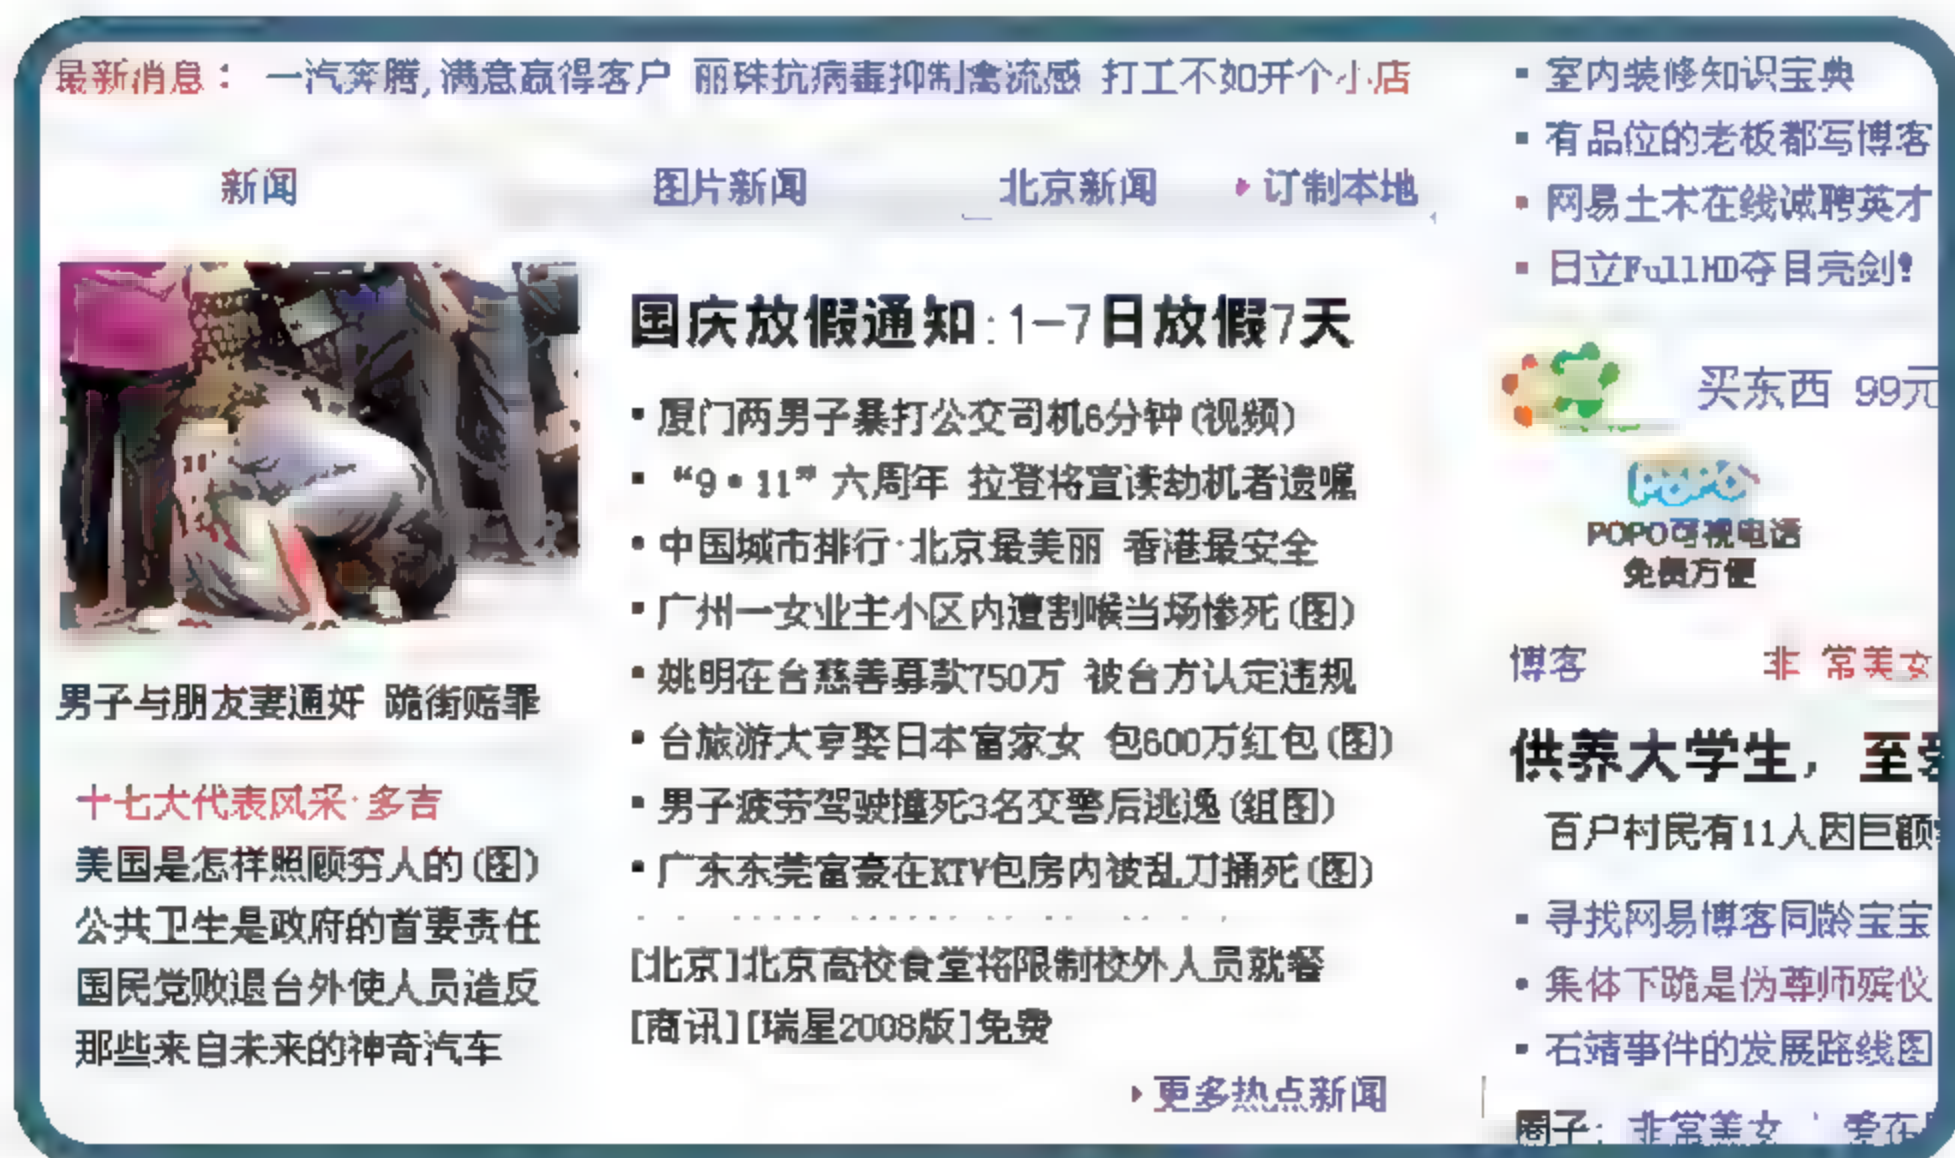 最新消息： 一汽奔腾,满意赢得客户 丽珠抗病毒抑制禽流感 打工不如开个小店
新闻 图片新闻 北京新闻 订制本地
男子与朋友妻通奸 跪街赔罪
十七大代表风采·多吉
美国是怎样照顾穷人的(图)
公共卫生是政府的首要责任
国民党败退台外使人员造反
那些来自未来的神奇汽车
国庆放假通知:1-7日放假7天
厦门两男子暴打公交司机6分钟(视频)
“9·11”六周年 拉登将宣读劫机者遗嘱
中国城市排行·北京最美丽 香港最安全
广州一女业主小区内遭割喉当场惨死(图)
姚明在台慈善募款750万 被台方认定违规
台旅游大亨娶日本富家女 包600万红包(图)
男子疲劳驾驶撞死3名交警后逃逸(组图)
广东东莞富豪在KTV包房内被乱刀捅死(图)
[北京]北京高校食堂将限制校外人员就餐
[商讯][瑞星2008版]免费
更多热点新闻
室内装修知识宝典
有品位的老板都写博客
网易土木在线诚聘英才
日立FullHD夺目亮剑!
买东西 99元
POPO
POPO可视电话
免费方便
博客 非常美女
供养大学生，至爱
百户村民有11人因巨额
寻找网易博客同龄宝宝
集体下跪是伪尊师殡仪
石靖事件的发展路线图
圈子: 非常美女 爱在